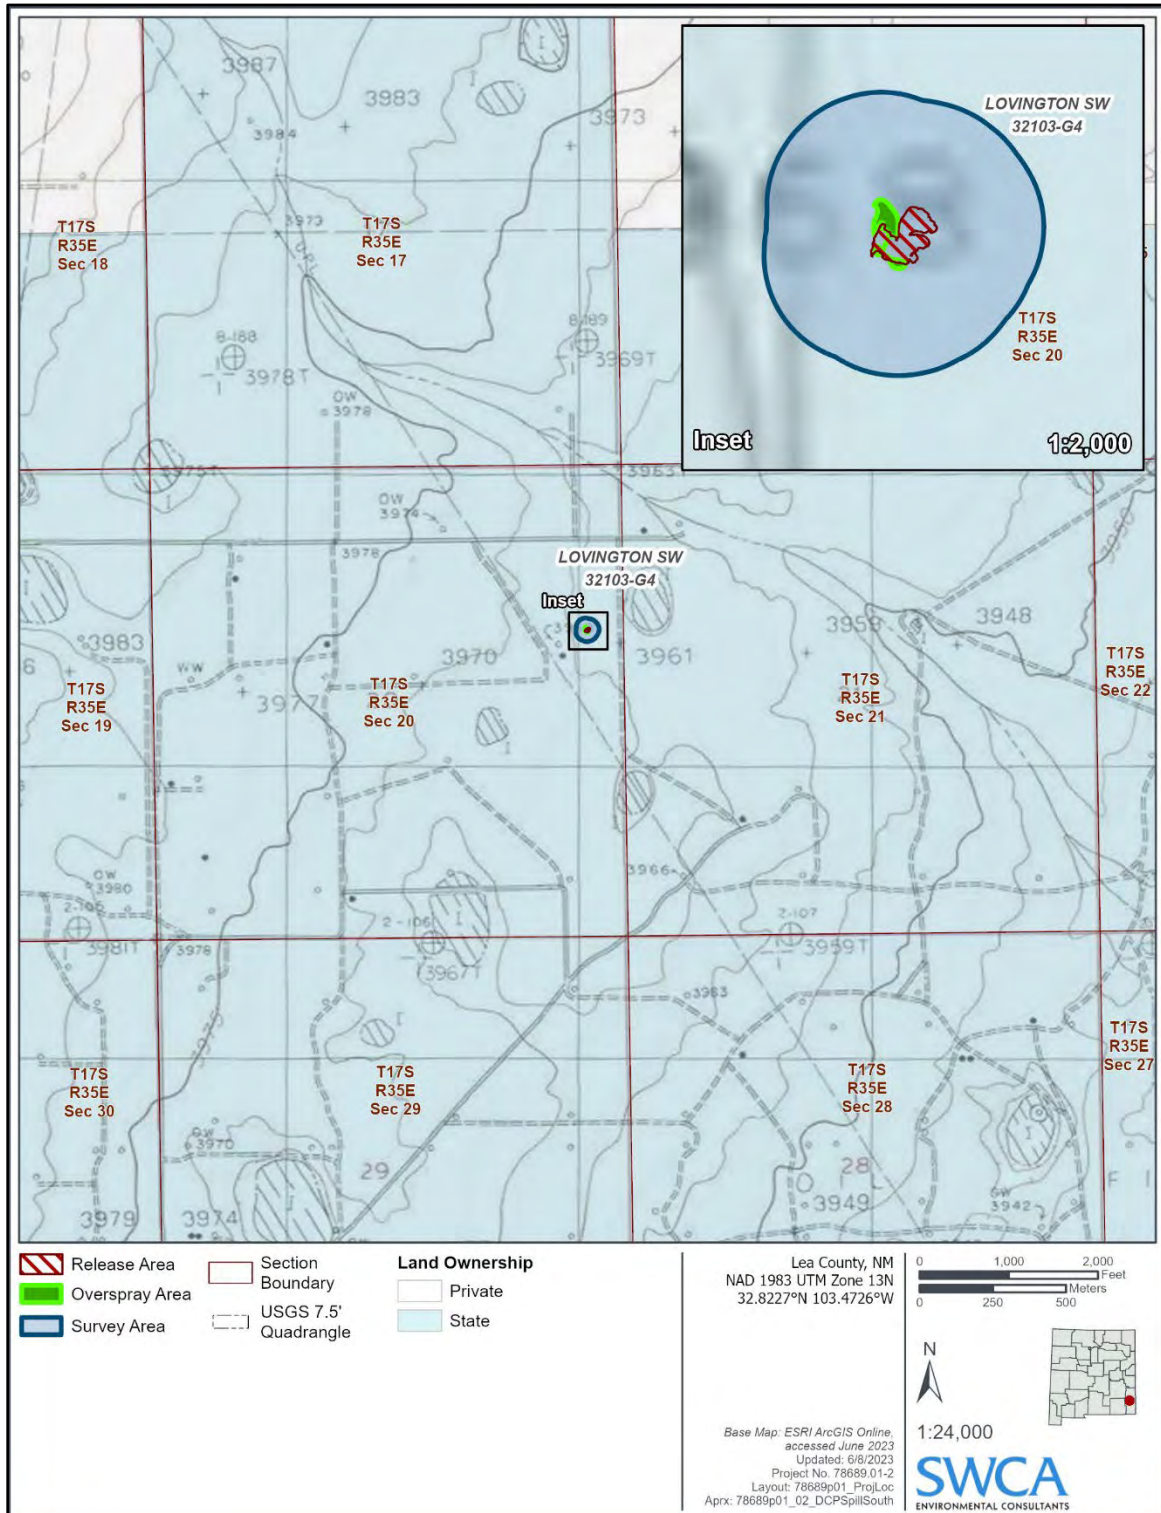 3987
3983
3973
3984
LOVINGTON SW
32103-G4
T17S
R35E
Sec 18
3973
T17S
R35E
Sec 17
8-188
3978T
8-189
3969T
T17S
R35E
Sec 20
Inset
1:2,000
OW
3978
OW
3974
3978
3950
LOVINGTON SW
32103-G4
Inset
3983
WW
3970
3961
3959
3948
3977
T17S
R35E
Sec 19
T17S
R35E
Sec 20
T17S
R35E
Sec 21
T17S
R35E
Sec 22
3966
OW
3980
2-105
3981T
3978
2-106
3967T
2-107
3959T
3975
3963
T17S
R35E
Sec 30
T17S
R35E
Sec 29
T17S
R35E
Sec 28
T17S
R35E
Sec 27
3970
29
28
O I L
F I
3979
3974
3949
3942
Release Area
Overspray Area
Survey Area
Section
Boundary
USGS 7.5'
Quadrangle
Land Ownership
Private
State
Lea County, NM
NAD 1983 UTM Zone 13N
32.8227°N 103.4726°W
Base Map: ESRI ArcGIS Online,
accessed June 2023
Updated: 6/8/2023
Project No. 78689.01-2
Layout: 78689p01_ProjLoc
Aprx: 78689p01_02_DCPSpillSouth
0 1,000 2,000
Feet
Meters
0 250 500
N
1:24,000
SWCA
ENVIRONMENTAL CONSULTANTS